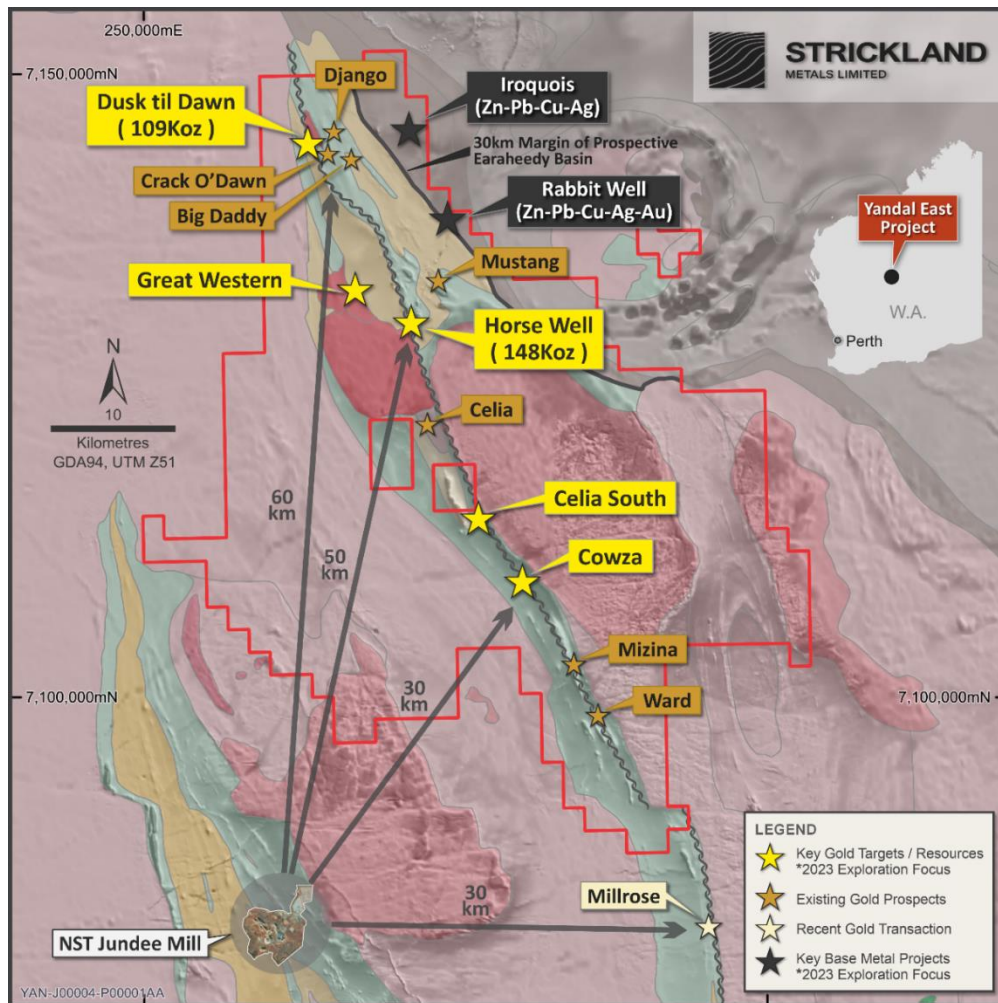 250,000mE
7,150,000mN
STRICKLAND
METALS LIMITED
Django
Iroquois
(Zn-Pb-Cu-Ag)
Dusk til Dawn
( 109Koz )
30km Margin of Prospective
Earaheedy Basin
Crack O'Dawn
Rabbit Well
(Zn-Pb-Cu-Ag-Au)
Big Daddy
Yandal East
Project
Mustang
Great Western
W.A.
Horse Well
( 148Koz )
Perth
N
10
Kilometres
GDA94, UTM Z51
Celia
60
km
Celia South
50
km
Cowza
Mizina
30
km
7,100,000mN
Ward
7,100,000mN
LEGEND
Key Gold Targets / Resources
*2023 Exploration Focus
Existing Gold Prospects
Recent Gold Transaction
Key Base Metal Projects
*2023 Exploration Focus
30
km
Millrose
NST Jundee Mill
YAN-J00004-P00001AA